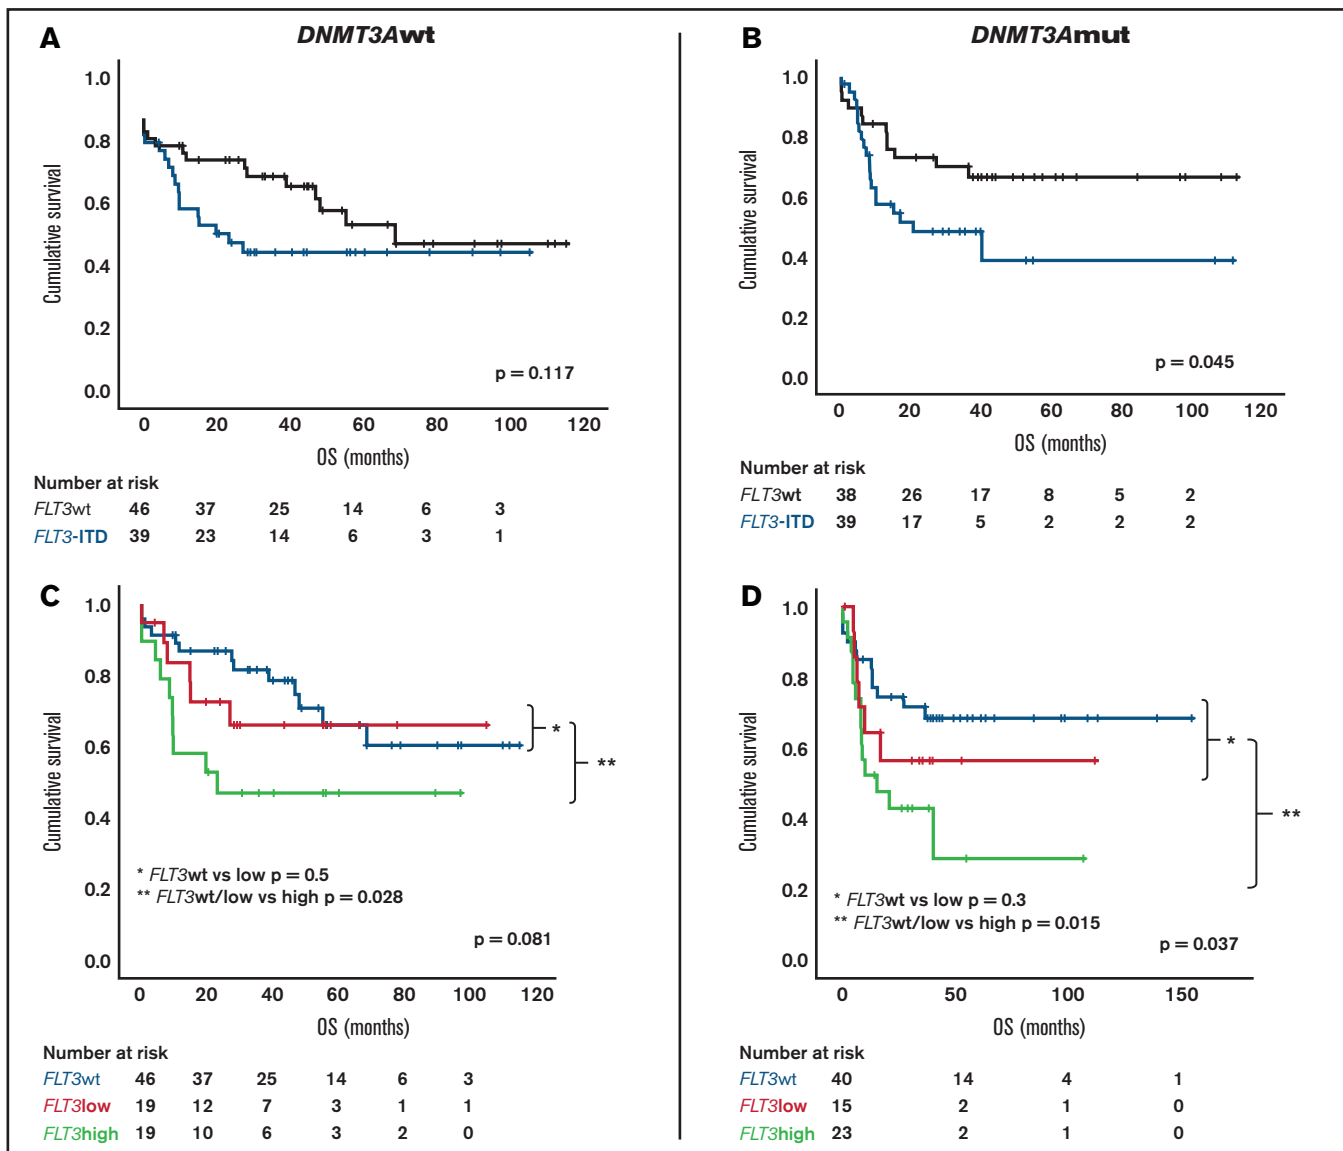 A
DNMT3Awt
1.0
0.8
0.6
0.4
0.2
0.0
Cumulative survival
p = 0.117
0 20 40 60 80 100 120
OS (months)
Number at risk
FLT3wt 46 37 25 14 6 3
FLT3-ITD 39 23 14 6 3 1
B
DNMT3Amut
1.0
0.8
0.6
0.4
0.2
0.0
Cumulative survival
p = 0.045
0 20 40 60 80 100 120
OS (months)
Number at risk
FLT3wt 38 26 17 8 5 2
FLT3-ITD 39 17 5 2 2 2
C
1.0
0.8
0.6
0.4
0.2
0.0
Cumulative survival
*
**
* FLT3wt vs low p = 0.5
** FLT3wt/low vs high p = 0.028
p = 0.081
0 20 40 60 80 100 120
OS (months)
Number at risk
FLT3wt 46 37 25 14 6 3
FLT3low 19 12 7 3 1 1
FLT3high 19 10 6 3 2 0
D
1.0
0.8
0.6
0.4
0.2
0.0
Cumulative survival
*
**
* FLT3wt vs low p = 0.3
** FLT3wt/low vs high p = 0.015
p = 0.037
0 50 100 150
OS (months)
Number at risk
FLT3wt 40 14 4 1
FLT3low 15 2 1 0
FLT3high 23 2 1 0